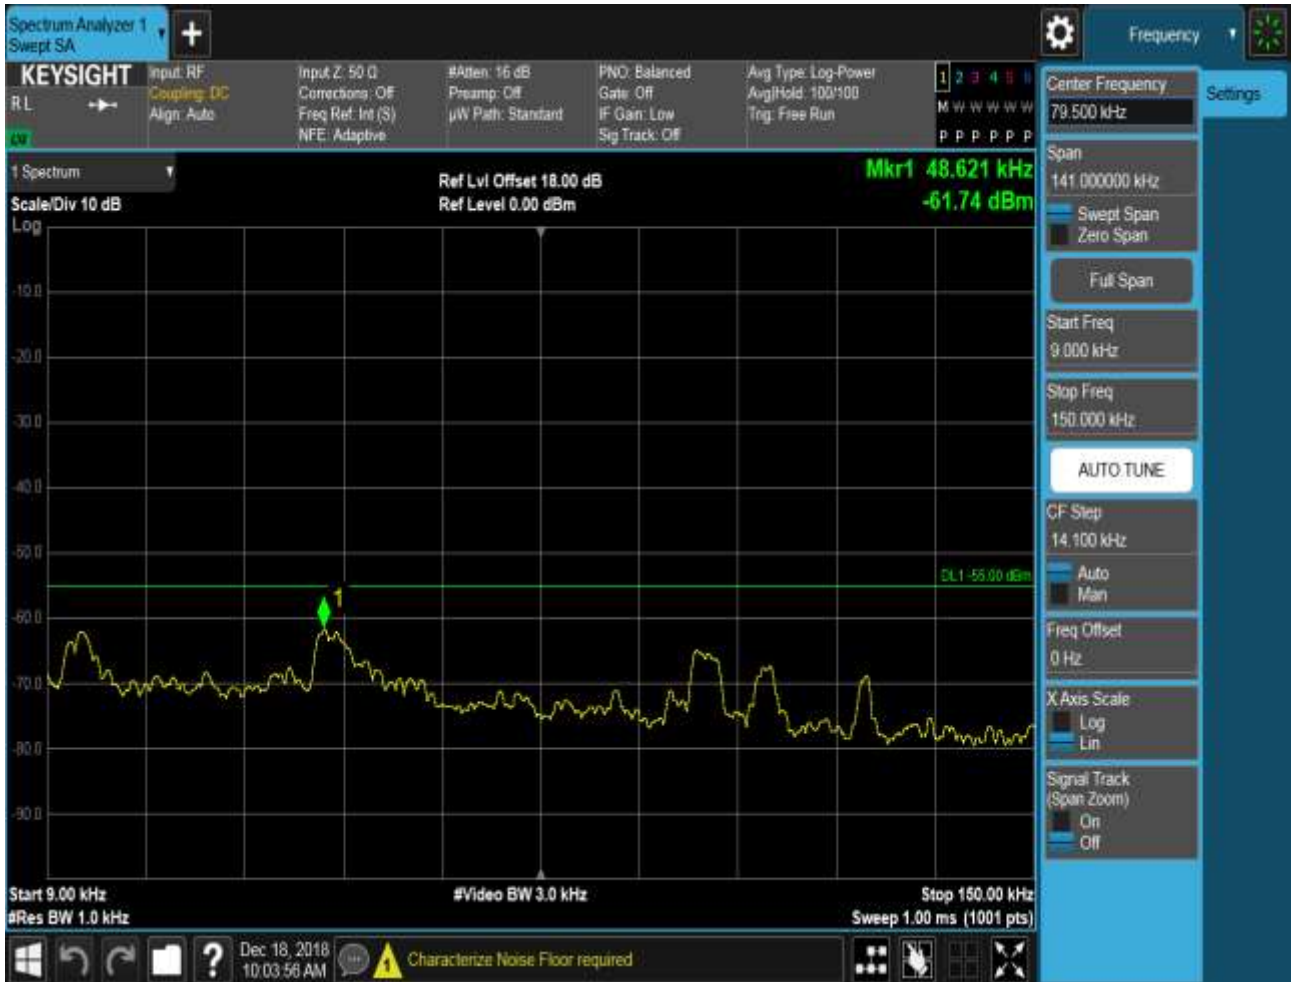 Spectrum Analyzer 1
Swept SA
+
Frequency
KEYSIGHT
R L
Input: RF
Coupling: DC
Align: Auto
Input Z: 50 Ω
Corrections: Off
Freq Ref: Int (S)
NFE: Adaptive
#Atten: 16 dB
Preamp: Off
µW Path: Standard
PNO: Balanced
Gate: Off
IF Gain: Low
Sig Track: Off
Avg Type: Log-Power
Avg|Hold: 100/100
Trig: Free Run
1 2 3 4 5 6
M W W W W W
P P P P P P
Center Frequency
79.500 kHz
Settings
1 Spectrum
Scale/Div 10 dB
Log
Ref Lvl Offset 18.00 dB
Ref Level 0.00 dBm
Mkr1 48.621 kHz
-61.74 dBm
Span
141.000000 kHz
Swept Span
Zero Span
Full Span
Start Freq
9.000 kHz
Stop Freq
150.000 kHz
AUTO TUNE
CF Step
14.100 kHz
Auto
Man
Freq Offset
0 Hz
X Axis Scale
Log
Lin
Signal Track
(Span Zoom)
On
Off
-10.0
-20.0
-30.0
-40.0
-50.0
DL1 -55.00 dBm
1
-60.0
-70.0
-80.0
-90.0
Start 9.00 kHz
#Video BW 3.0 kHz
Stop 150.00 kHz
#Res BW 1.0 kHz
Sweep 1.00 ms (1001 pts)
?
Dec 18, 2018
10:03:56 AM
Characterize Noise Floor required